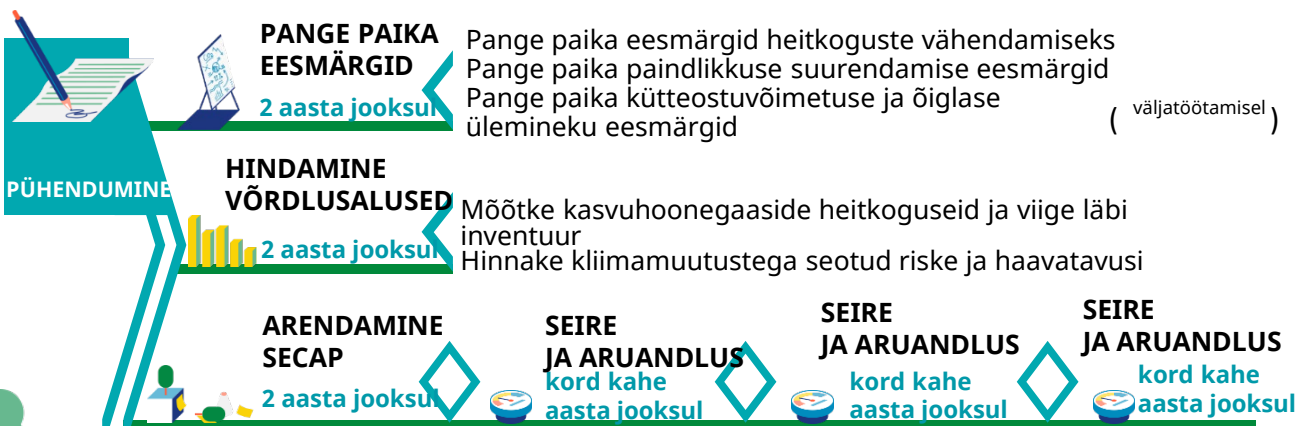 PÜHENDUMINE
PANGE PAIKA
EESMÄRGID
2 aasta jooksul
Pange paika eesmärgid heitkoguste vähendamiseks
Pange paika paindlikkuse suurendamise eesmärgid
Pange paika kütteostuvõimetuse ja õiglase
ülemineku eesmärgid
( väljatöötamisel )
HINDAMINE
VÕRDLUSALUSED
2 aasta jooksul
Mõõtke kasvuhoonegaaside heitkoguseid ja viige läbi
inventuur
Hinnake kliimamuutustega seotud riske ja haavatavusi
ARENDAMINE
SECAP
2 aasta jooksul
SEIRE
JA ARUANDLUS
kord kahe
aasta jooksul
SEIRE
JA ARUANDLUS
kord kahe
aasta jooksul
SEIRE
JA ARUANDLUS
kord kahe
aasta jooksul